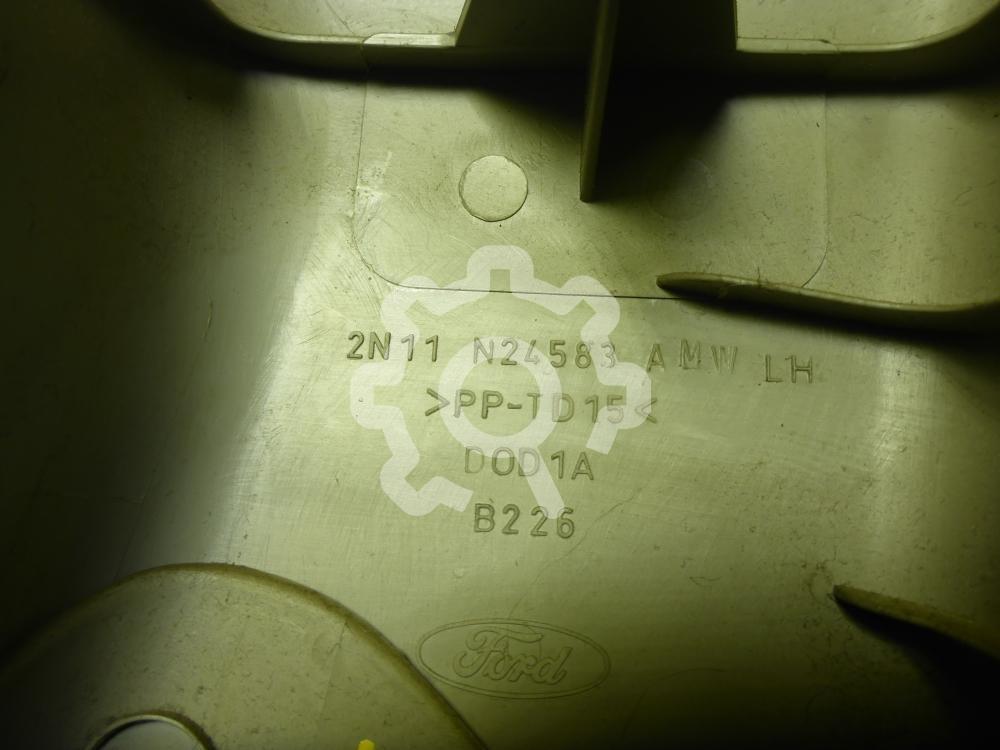 2N11 N24583 AMW LH
>PP-TD15<
DOD1A
B226
Ford